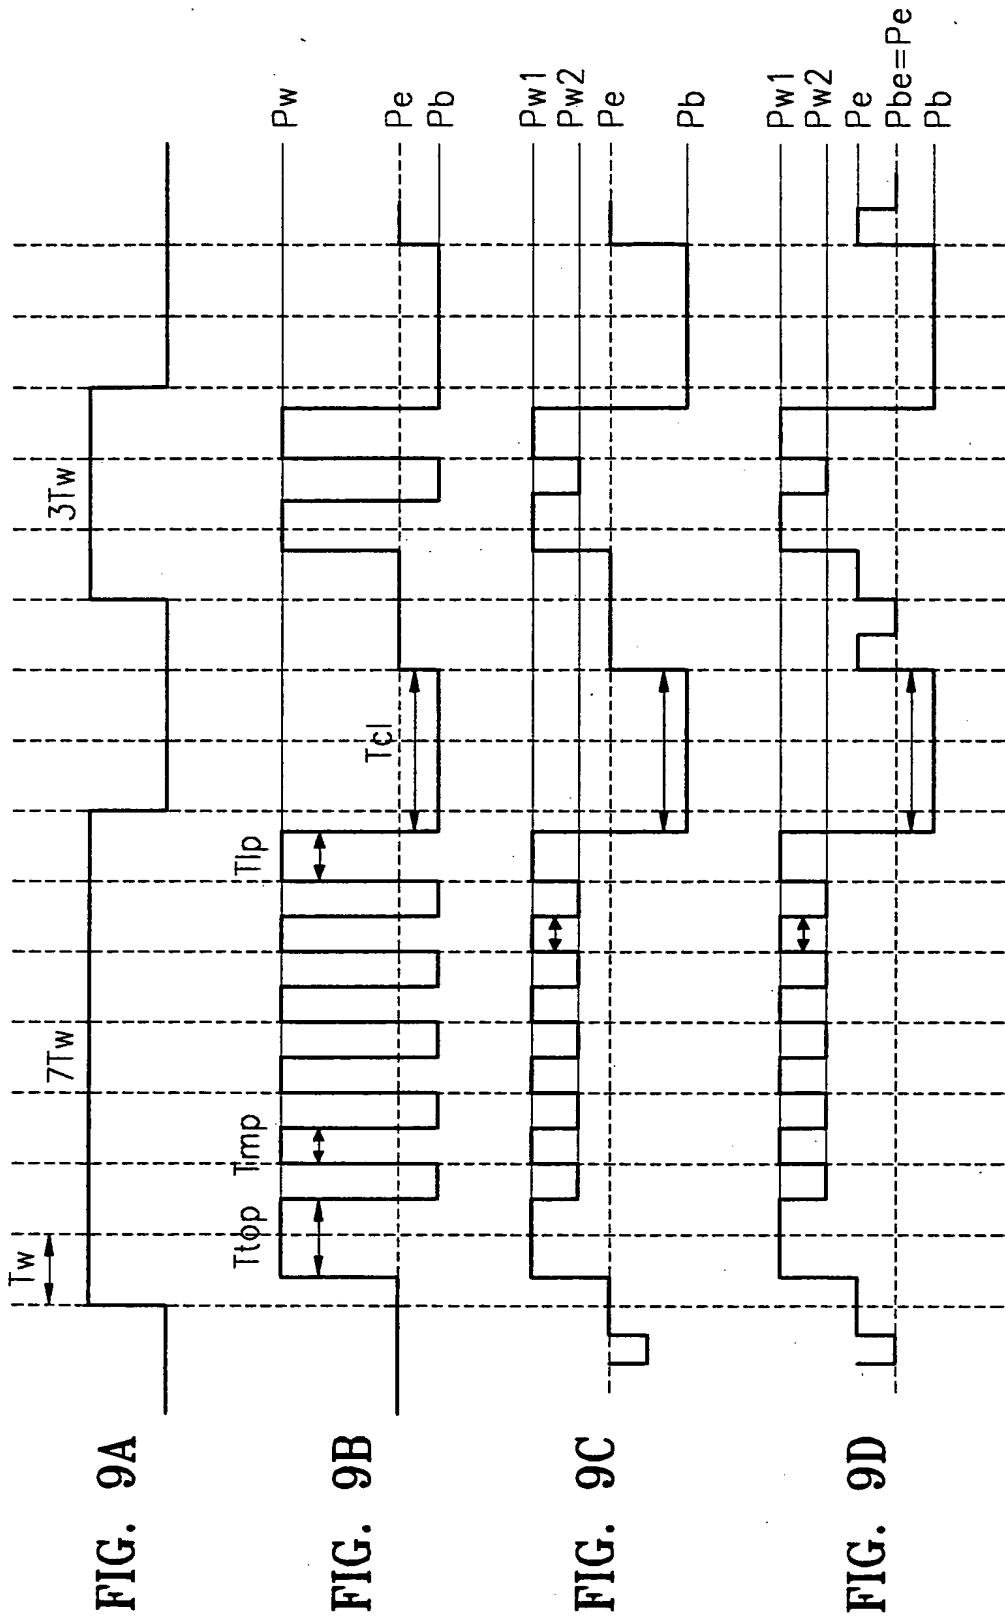 FIG. 9A
Tw
7Tw
3Tw
FIG. 9B
Ttop
Tmp
Tlp
Tcl
Pw
Pe
Pb
FIG. 9C
Pw1
Pw2
Pe
Pb
FIG. 9D
Pw1
Pw2
Pe
Pbe=Pe
Pb